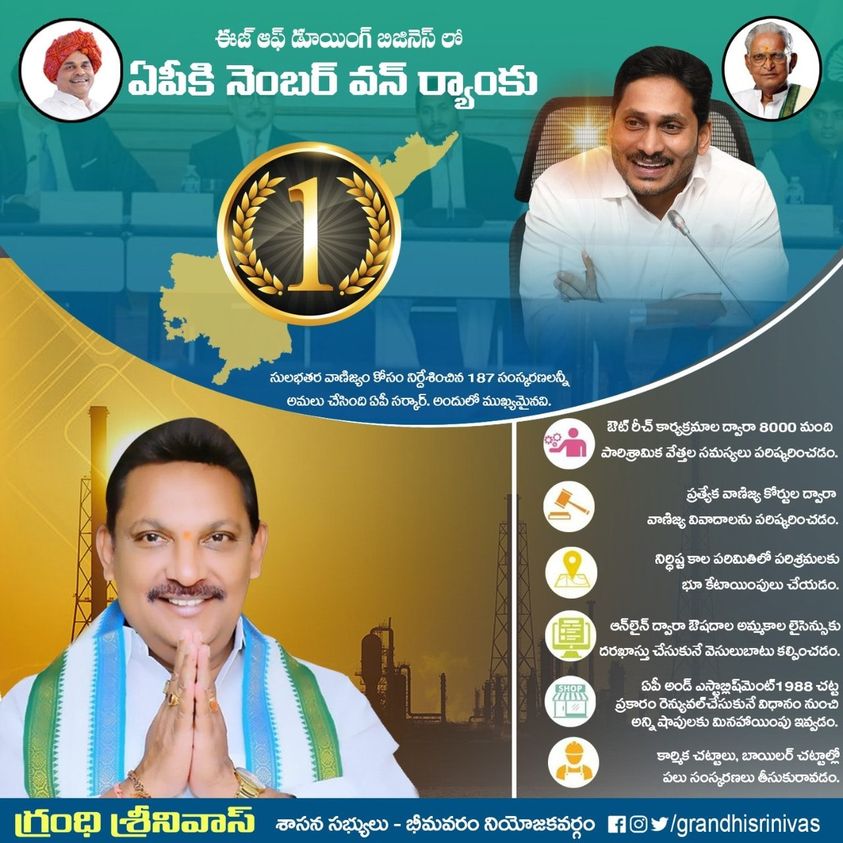 ఈజ్ ఆఫ్ డూయింగ్ బిజినెస్ లో
ఏపీకి నెంబర్ వన్ ర్యాంకు
1
సులభతర వాణిజ్యం కోసం నిర్దేశించిన 187 సంస్కరణలన్నీ
అమలు చేసింది ఏపీ సర్కార్. అందులో ముఖ్యమైనవి.
ఔట్ రీచ్ కార్యక్రమాల ద్వారా 8000 మంది
పారిశ్రామిక వేత్తల సమస్యలు పరిష్కరించడం.
ప్రత్యేక వాణిజ్య కోర్టుల ద్వారా
వాణిజ్య వివాదాలను పరిష్కరించడం.
నిర్ధిష్ట కాల పరిమితిలో పరిశ్రమలకు
భూ కేటాయింపులు చేయడం.
ఆన్‌లైన్ ద్వారా ఔషదాల అమ్మకాల లైసెన్సుకు
దరఖాస్తు చేసుకునే వెసులుబాటు కల్పించడం.
SHOP
ఏపీ అండ్ ఎస్టాబ్లిష్‌మెంట్1988 చట్ట
ప్రకారం రెన్యువల్‌చేసుకునే విధానం నుంచి
అన్ని షాపులకు మినహాయింపు ఇవ్వడం.
కార్మిక చట్టాలు, బాయిలర్ చట్టాల్లో
పలు సంస్కరణలు తీసుకురావడం.
గ్రంధి శ్రీనివాస్ శాసన సభ్యులు - భీమవరం నియోజకవర్గం /grandhisrinivas